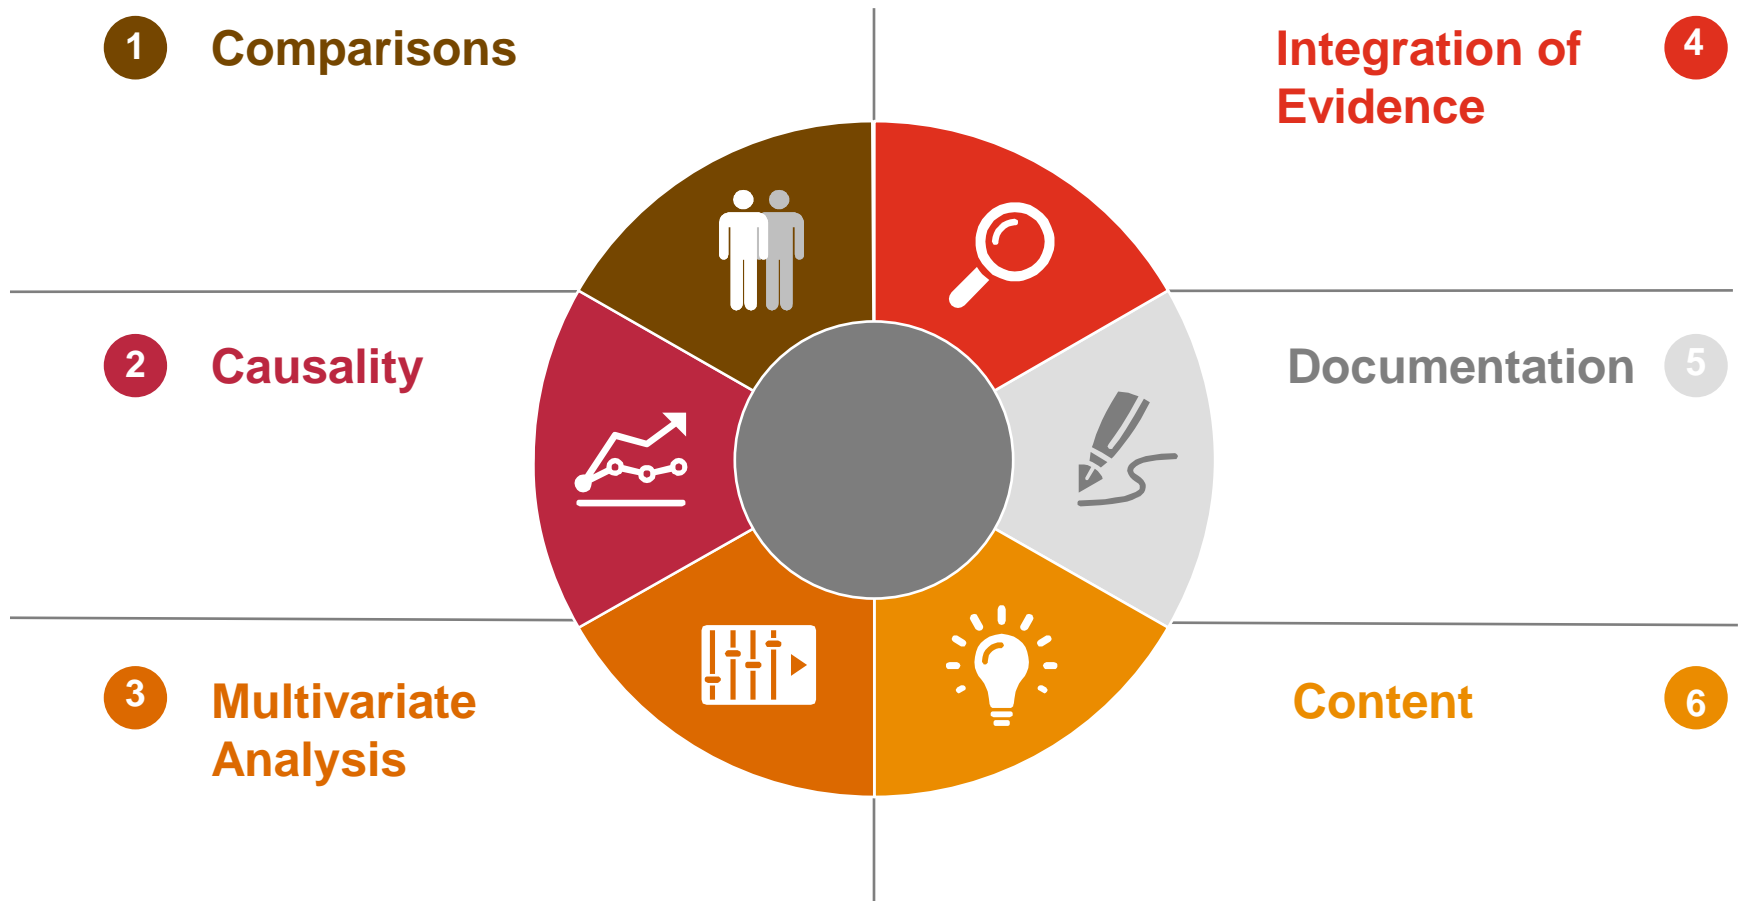 1 Comparisons
2 Causality
3 Multivariate
Analysis
Integration of 4
Evidence
Documentation 5
Content 6